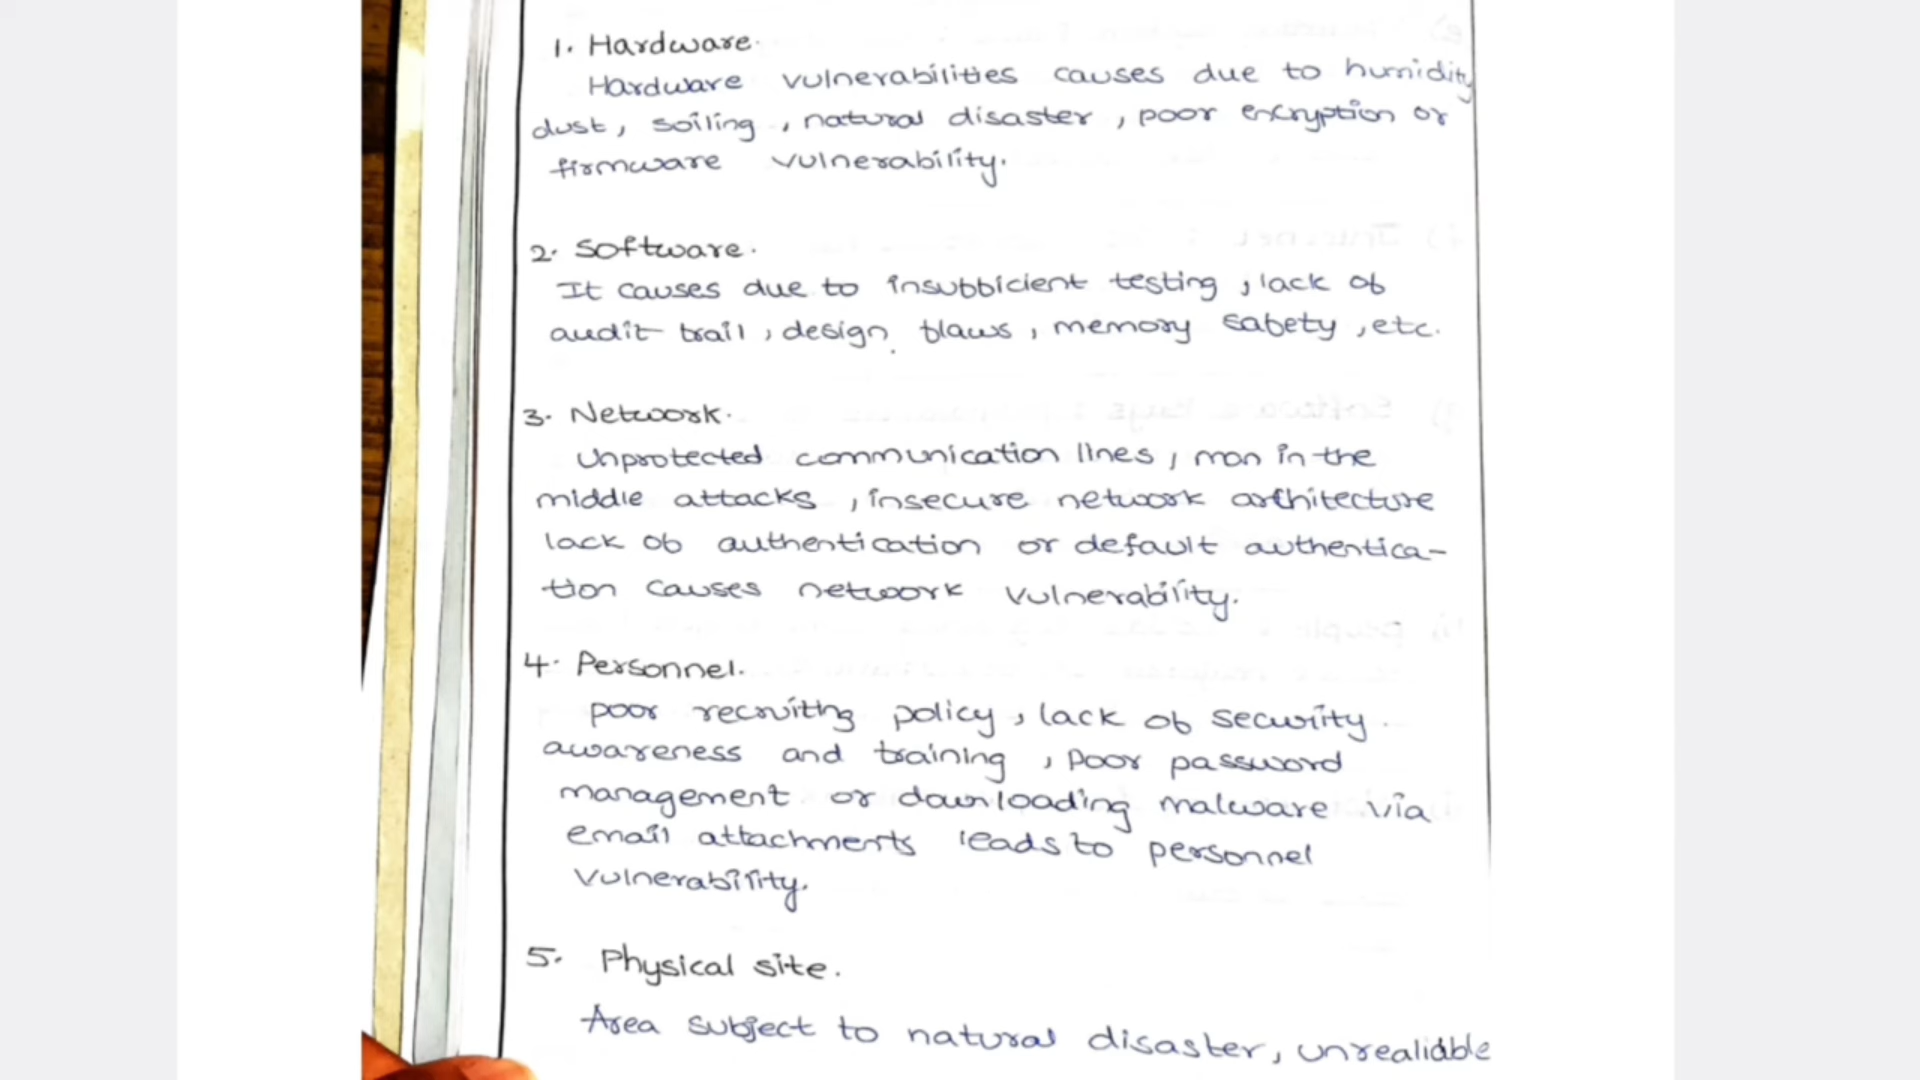 1. Hardware.
Hardware vulnerabilities causes due to humidity
dust, soiling, natural disaster, poor encryption or
firmware vulnerability.
2. Software.
It causes due to insufficient testing, lack of
audit trail, design flaws, memory safety, etc.
3. Network.
Unprotected communication lines, man in the
middle attacks, insecure network architecture
lack of authentication or default authentica-
tion causes network vulnerability.
4. Personnel.
poor recruiting policy, lack of security
awareness and training, Poor password
management or downloading malware via
email attachments leads to personnel
vulnerability.
5. Physical site.
Area subject to natural disaster, unrealiable